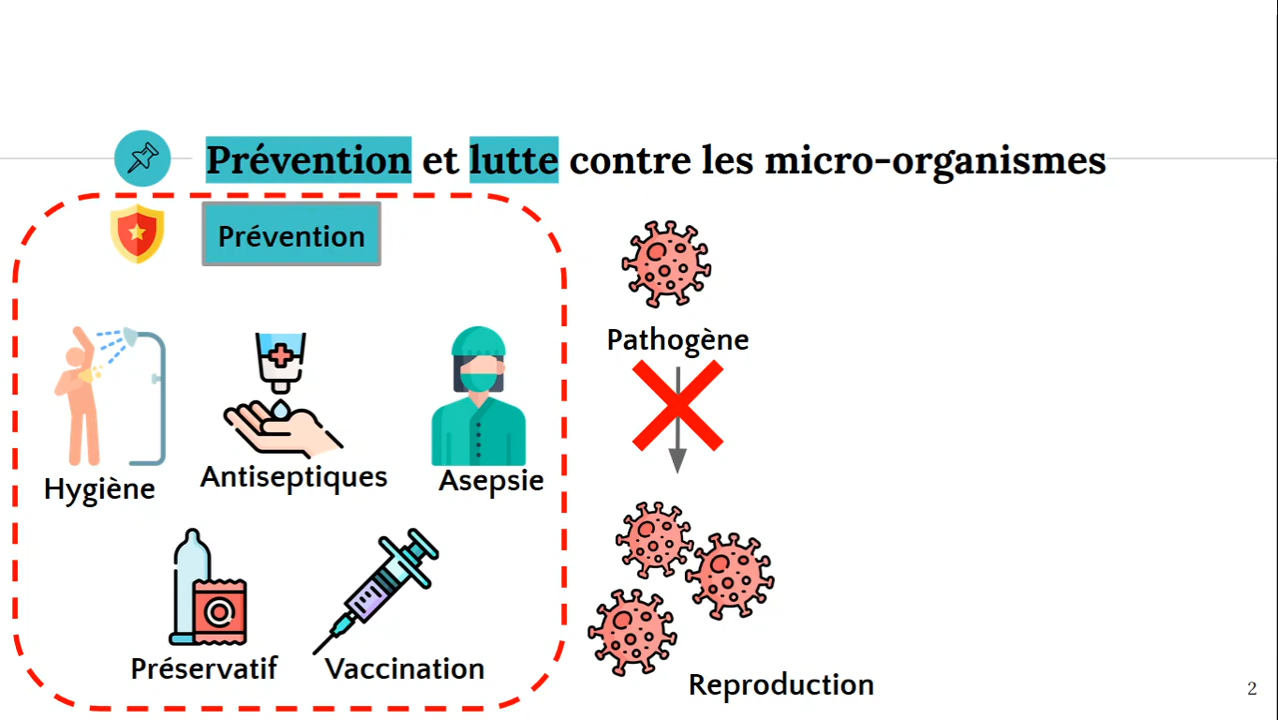 Prévention et lutte contre les micro-organismes
Prévention
Pathogène
Hygiène
Antiseptiques
Asepsie
Préservatif
Vaccination
Reproduction
2